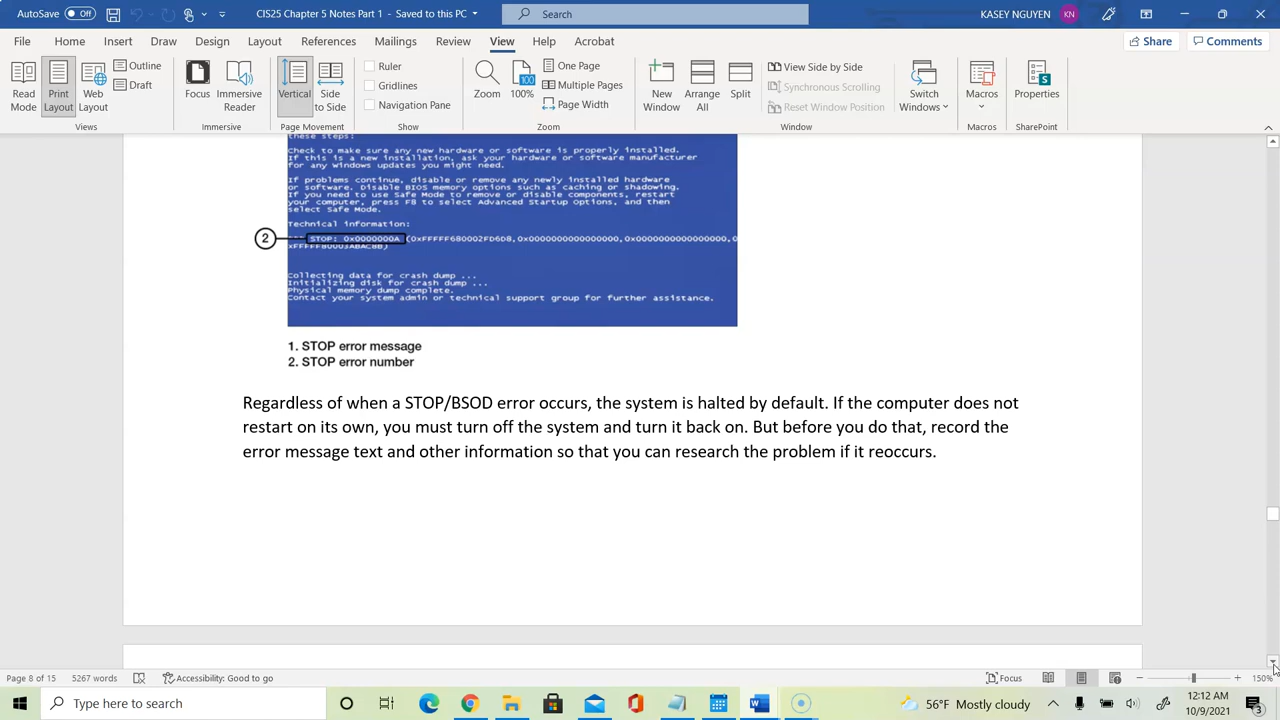 AutoSave Off CIS25 Chapter 5 Part 1 - Saved to this PC Search KASEY NGUYEN KN
File Home Insert Draw Design Layout References Mailings Review View Help Acrobat Share Comments
Read Mode Print Layout Web Layout Outline Draft Focus Immersive Reader Vertical Side to Side Ruler Gridlines Navigation Pane Zoom 100% One Page Multiple Pages Page Width New Window Arrange All Split View Side by Side Synchronous Scrolling Reset Window Position Switch Windows Macros Properties
Views Immersive Page Movement Show Zoom Window Macros SharePoint
these steps:
Check to make sure any new hardware or software is properly installed.
If this is a new installation, ask your hardware or software manufacturer
for any windows updates you might need.
If problems continue, disable or remove any newly installed hardware
or software. Disable BIOS memory options such as caching or shadowing.
If you need to use Safe Mode to remove or disable components, restart
your computer, press F8 to select Advanced Startup Options, and then
select Safe Mode.
Technical information:
2 *** STOP: 0x0000000A (0xFFFFF680002FD6D8,0x0000000000000000,0x0000000000000000,0
xFFFFF80003ABAC8B)
Collecting data for crash dump ...
Initializing disk for crash dump ...
Physical memory dump complete.
Contact your system admin or technical support group for further assistance.
1. STOP error message
2. STOP error number
Regardless of when a STOP/BSOD error occurs, the system is halted by default. If the computer does not
restart on its own, you must turn off the system and turn it back on. But before you do that, record the
error message text and other information so that you can research the problem if it reoccurs.
Page 8 of 15 5267 words Accessibility: Good to go Focus 150%
Type here to search 56°F Mostly cloudy 12:12 AM
10/9/2021 3